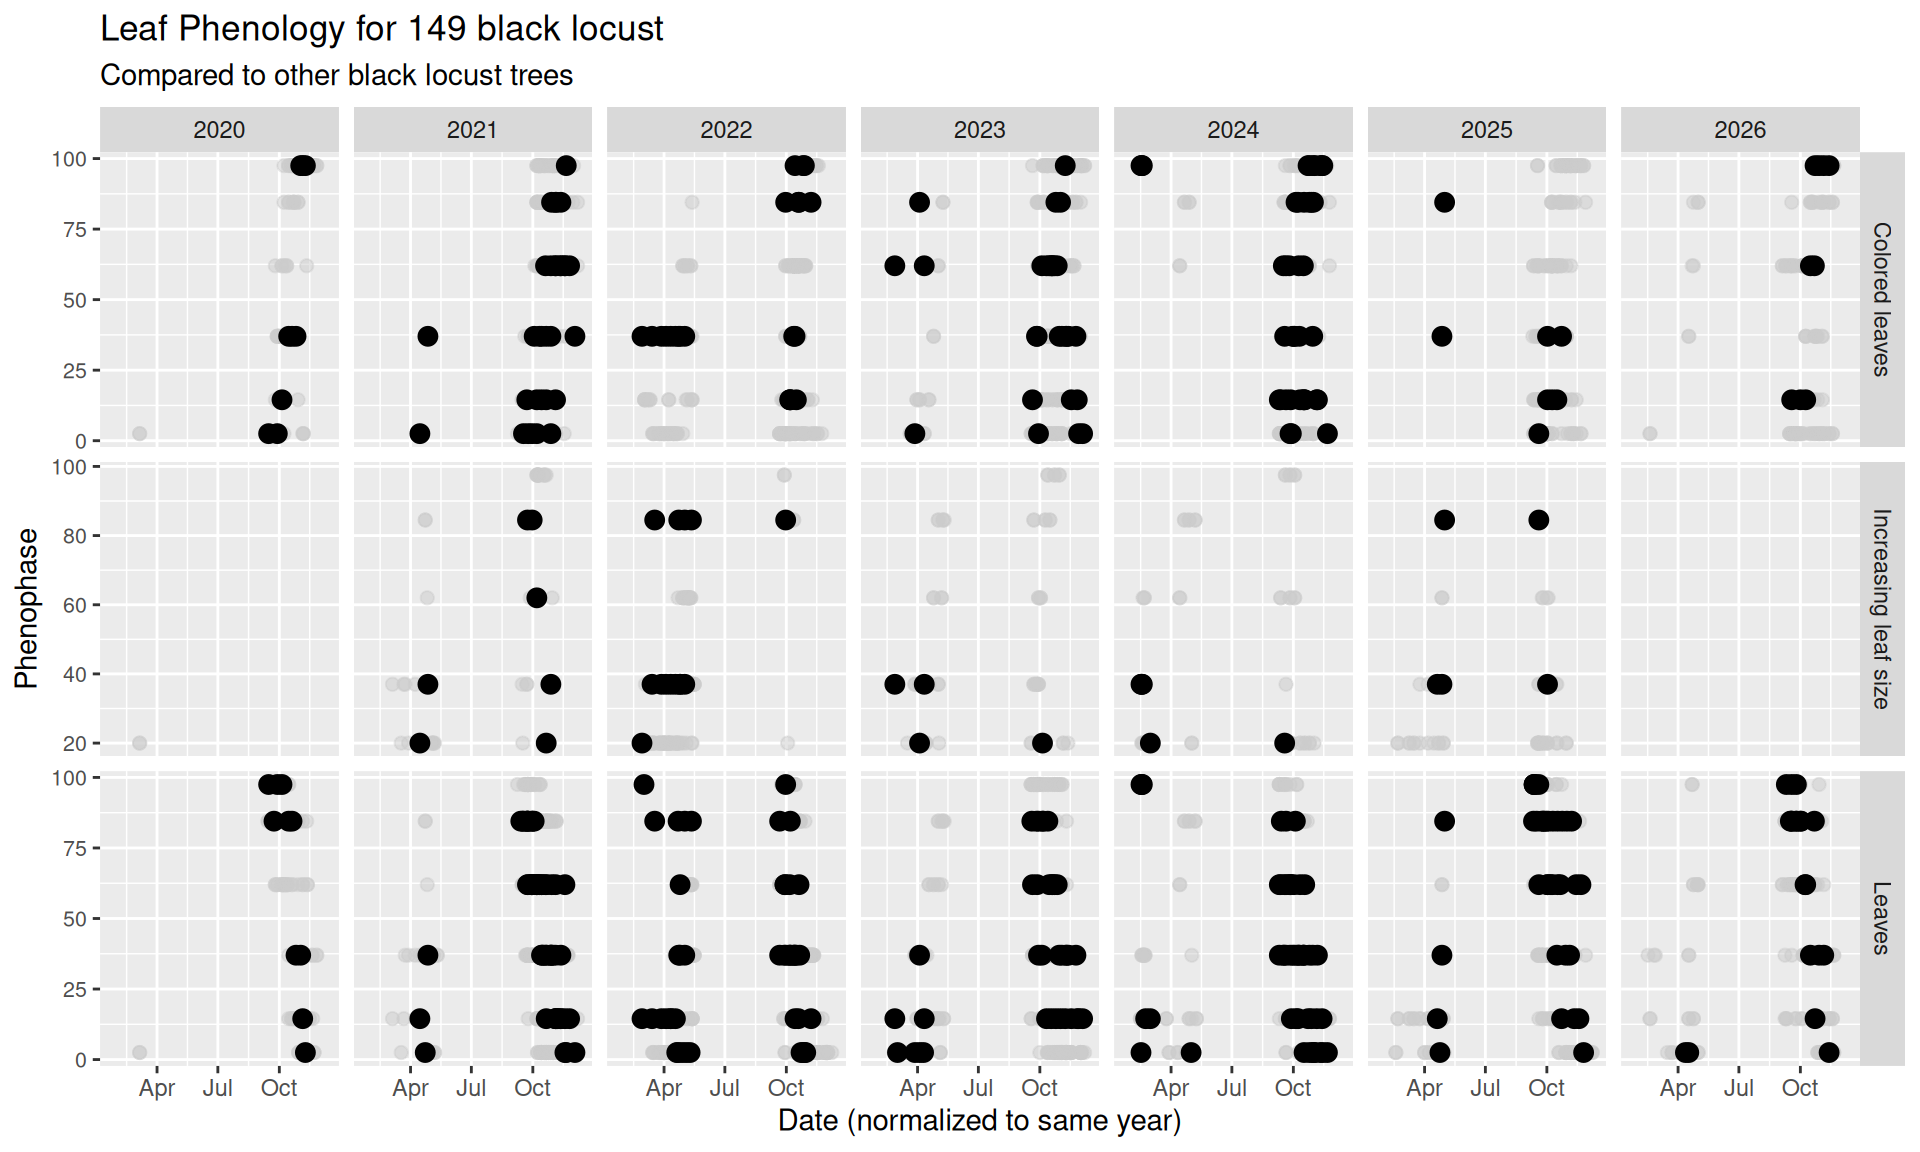 Leaf Phenology for 149 black locust
Compared to other black locust trees
2020 2021 2022 2023 2024 2025 2026
100
75
50
25
0
Colored leaves
100
80
60
40
20
Increasing leaf size
100
75
50
25
0
Leaves
Phenophase
Apr Jul Oct Apr Jul Oct Apr Jul Oct Apr Jul Oct Apr Jul Oct Apr Jul Oct Apr Jul Oct
Date (normalized to same year)